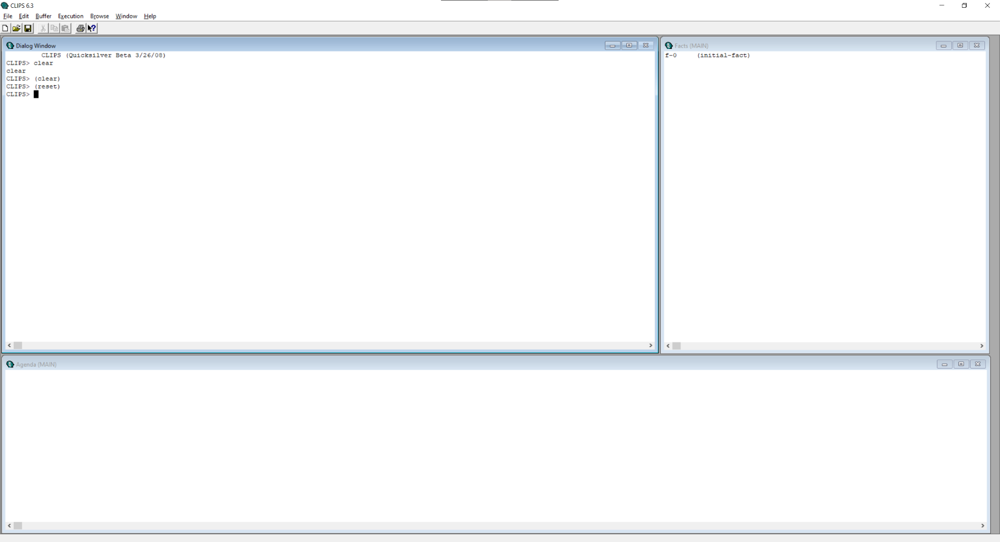 CLIPS 6.3
File Edit Buffer Execution Browse Window Help
Dialog Window
CLIPS (Quicksilver Beta 3/26/08)
CLIPS> clear
clear
CLIPS> (clear)
CLIPS> (reset)
CLIPS>
Facts (MAIN)
f-0 (initial-fact)
Agenda (MAIN)